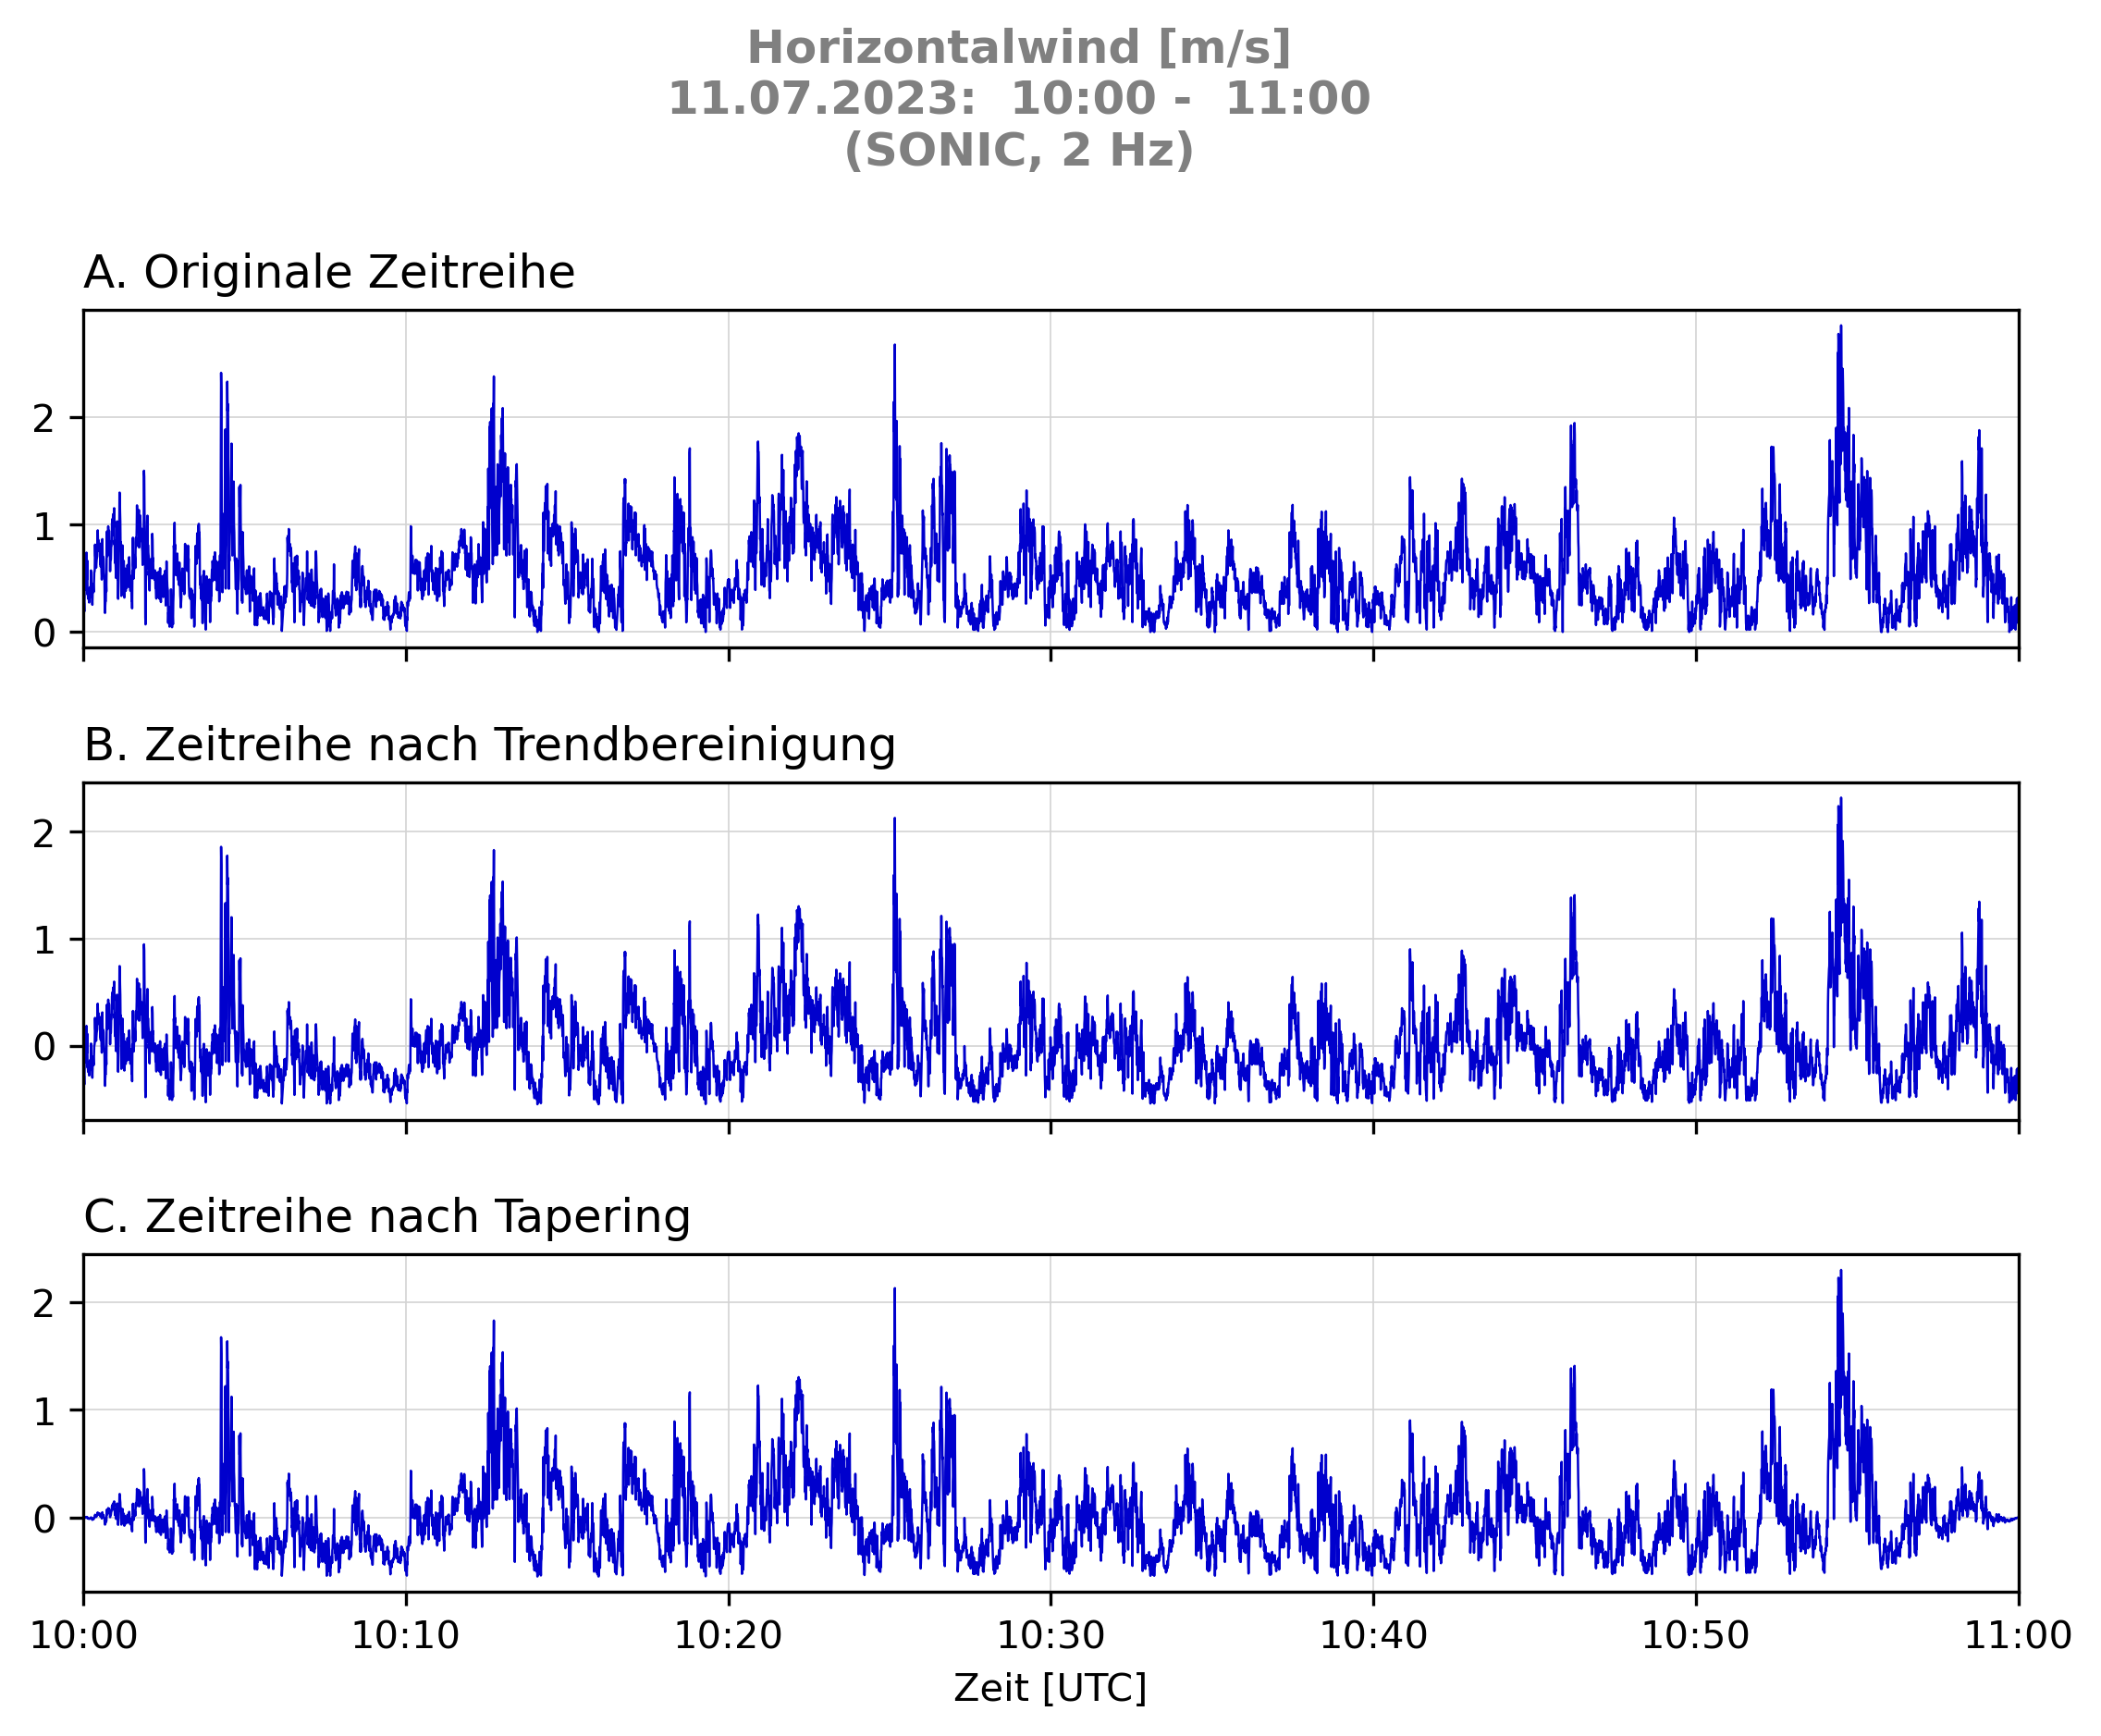 Horizontalwind [m/s]
11.07.2023:  10:00 -  11:00
(SONIC, 2 Hz)
A. Originale Zeitreihe
2
1
0
B. Zeitreihe nach Trendbereinigung
2
1
0
C. Zeitreihe nach Tapering
2
1
0
10:00 10:10 10:20 10:30 10:40 10:50 11:00
Zeit [UTC]